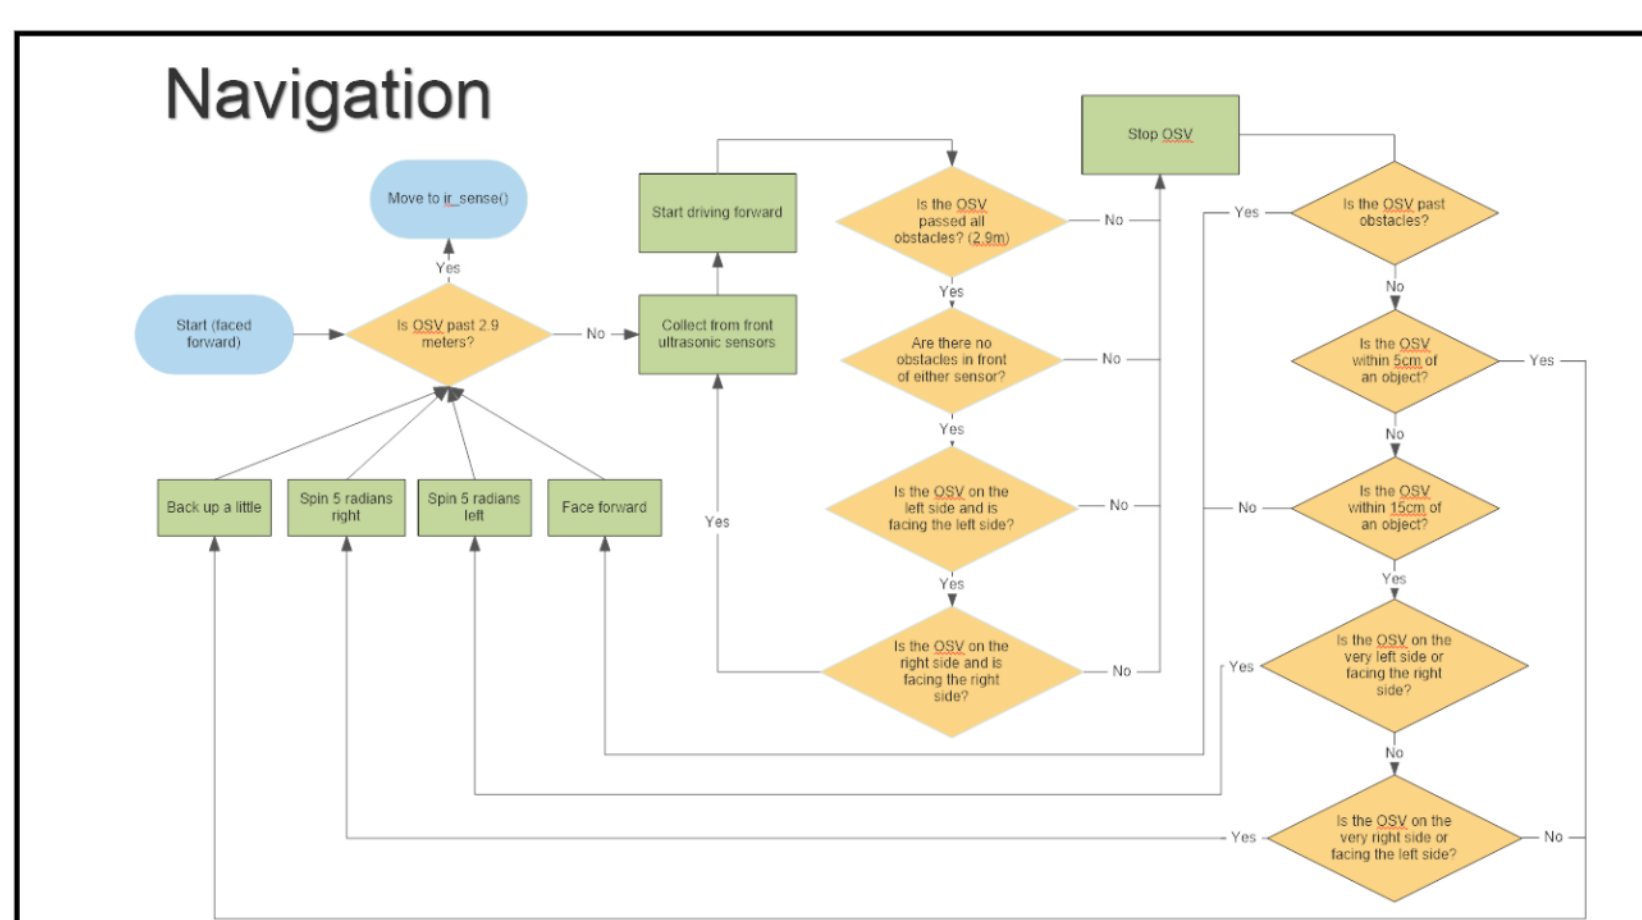 Navigation
Move to ir_sense()
Yes
Start (faced
forward)
Is OSV past 2.9
meters?
No
Back up a little
Spin 5 radians
right
Spin 5 radians
left
Face forward
Start driving forward
Collect from front
ultrasonic sensors
Yes
Is the OSV
passed all
obstacles? (2.9m)
No
Yes
Are there no
obstacles in front
of either sensor?
No
Yes
Is the OSV on the
left side and is
facing the left side?
No
Yes
Is the OSV on the
right side and is
facing the right
side?
No
Stop OSV
Is the OSV past
obstacles?
Yes
No
Is the OSV
within 5cm of
an object?
Yes
No
Is the OSV
within 15cm of
an object?
No
Yes
Is the OSV on the
very left side or
facing the right
side?
Yes
No
Is the OSV on the
very right side or
facing the left side?
Yes
No